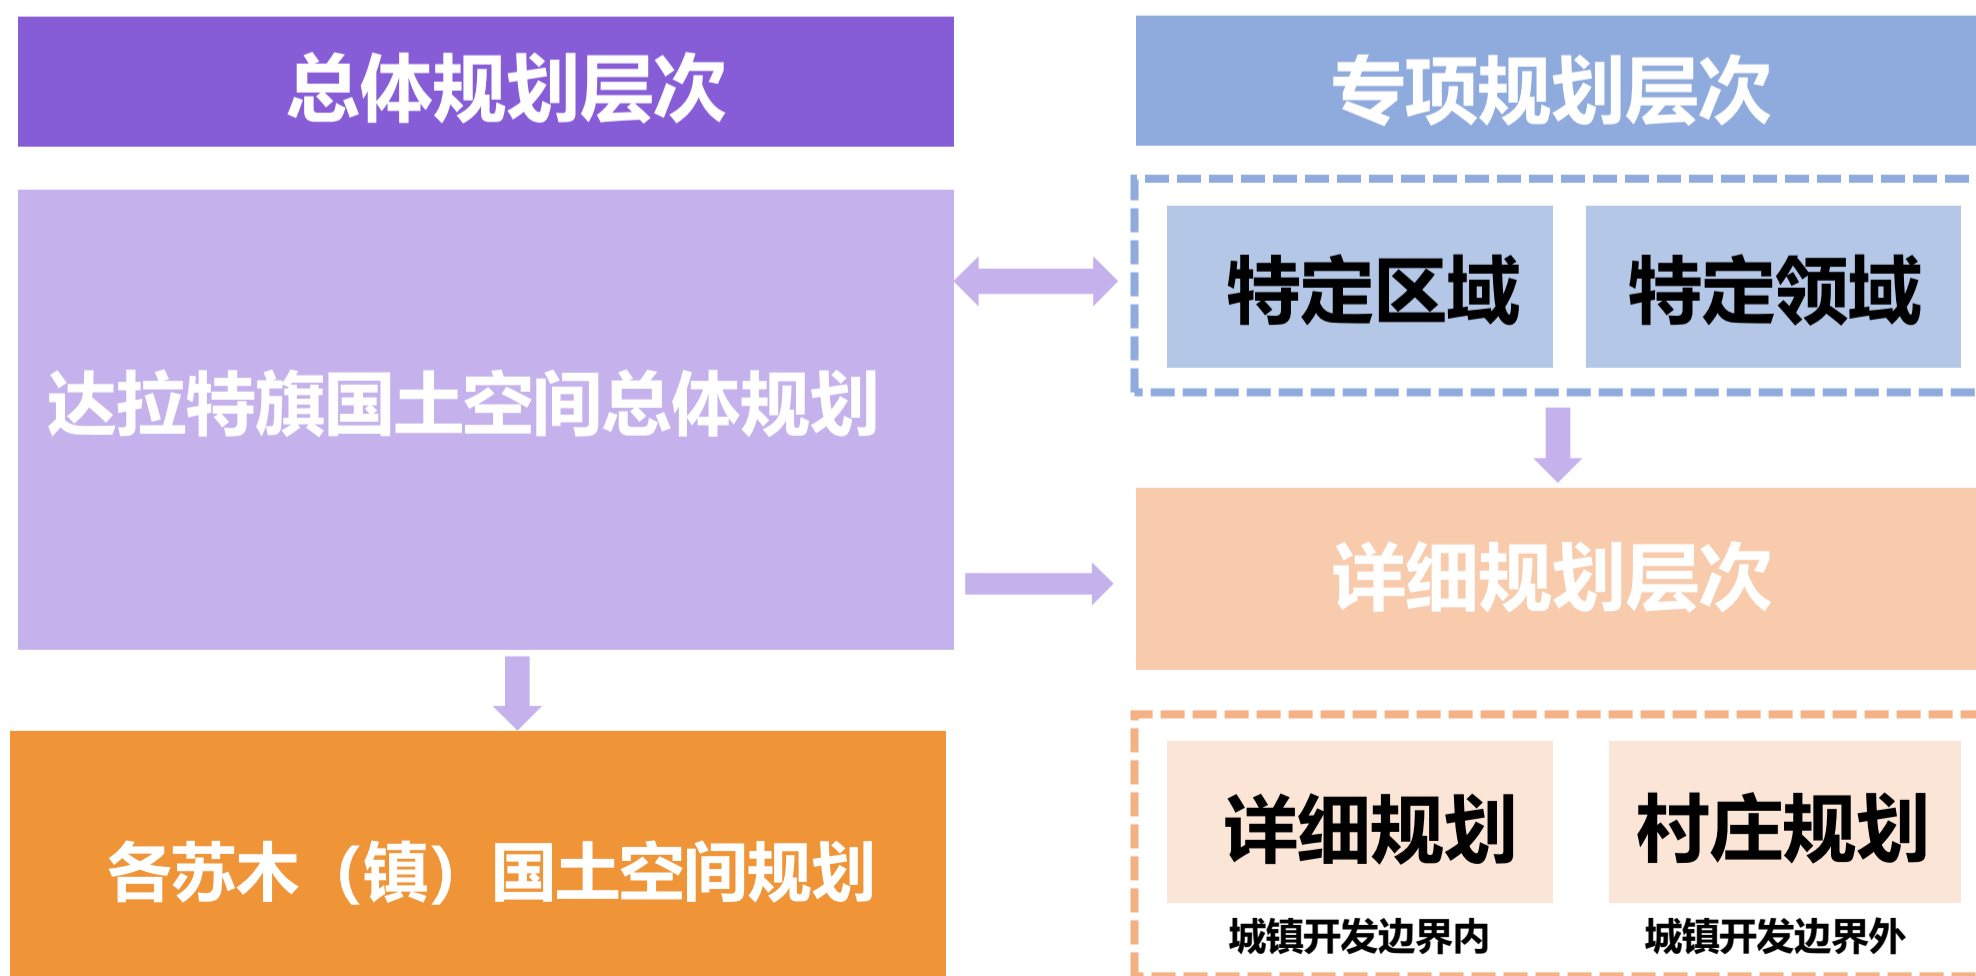 总体规划层次
专项规划层次
达拉特旗国土空间总体规划
特定区域
特定领域
详细规划层次
各苏木（镇）国土空间规划
详细规划
村庄规划
城镇开发边界内
城镇开发边界外